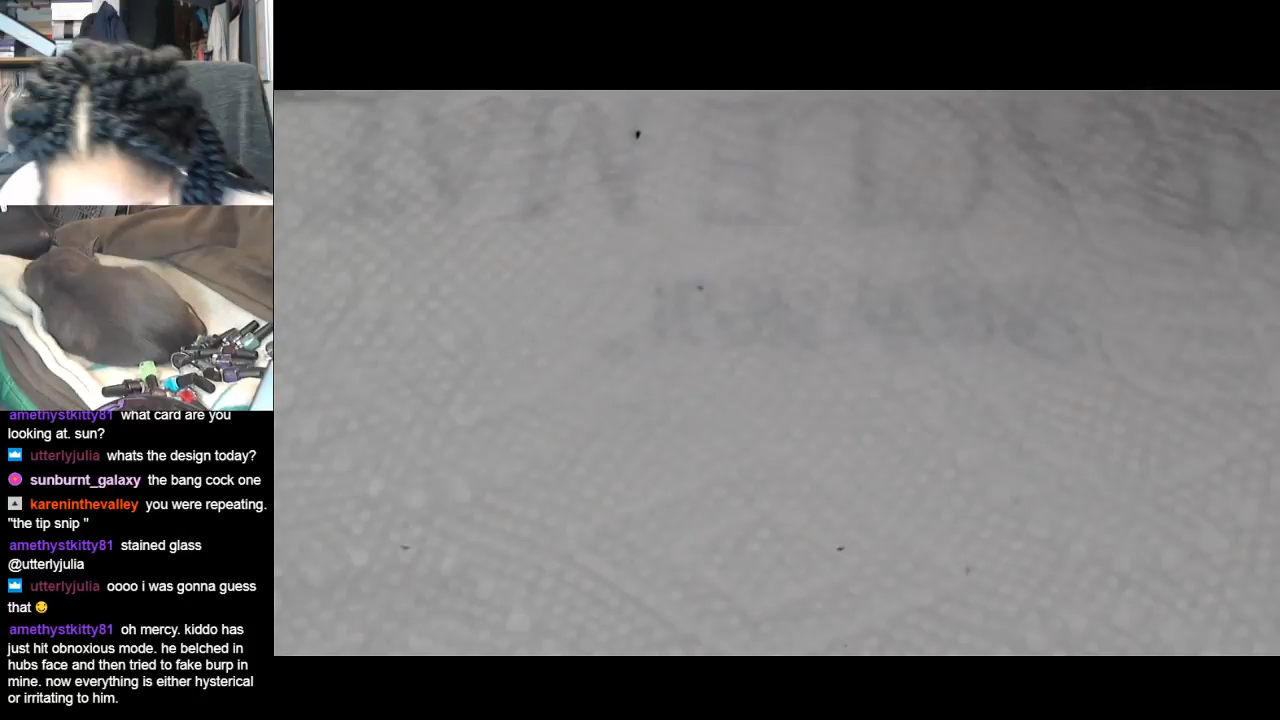 amethystkitty81 what card are you
looking at. sun?
utterlyjulia whats the design today?
sunburnt_galaxy the bang cock one
kareninthevalley you were repeating.
"the tip snip "
amethystkitty81 stained glass
@utterlyjulia
utterlyjulia oooo i was gonna guess
that
amethystkitty81 oh mercy. kiddo has
just hit obnoxious mode. he belched in
hubs face and then tried to fake burp in
mine. now everything is either hysterical
or irritating to him.